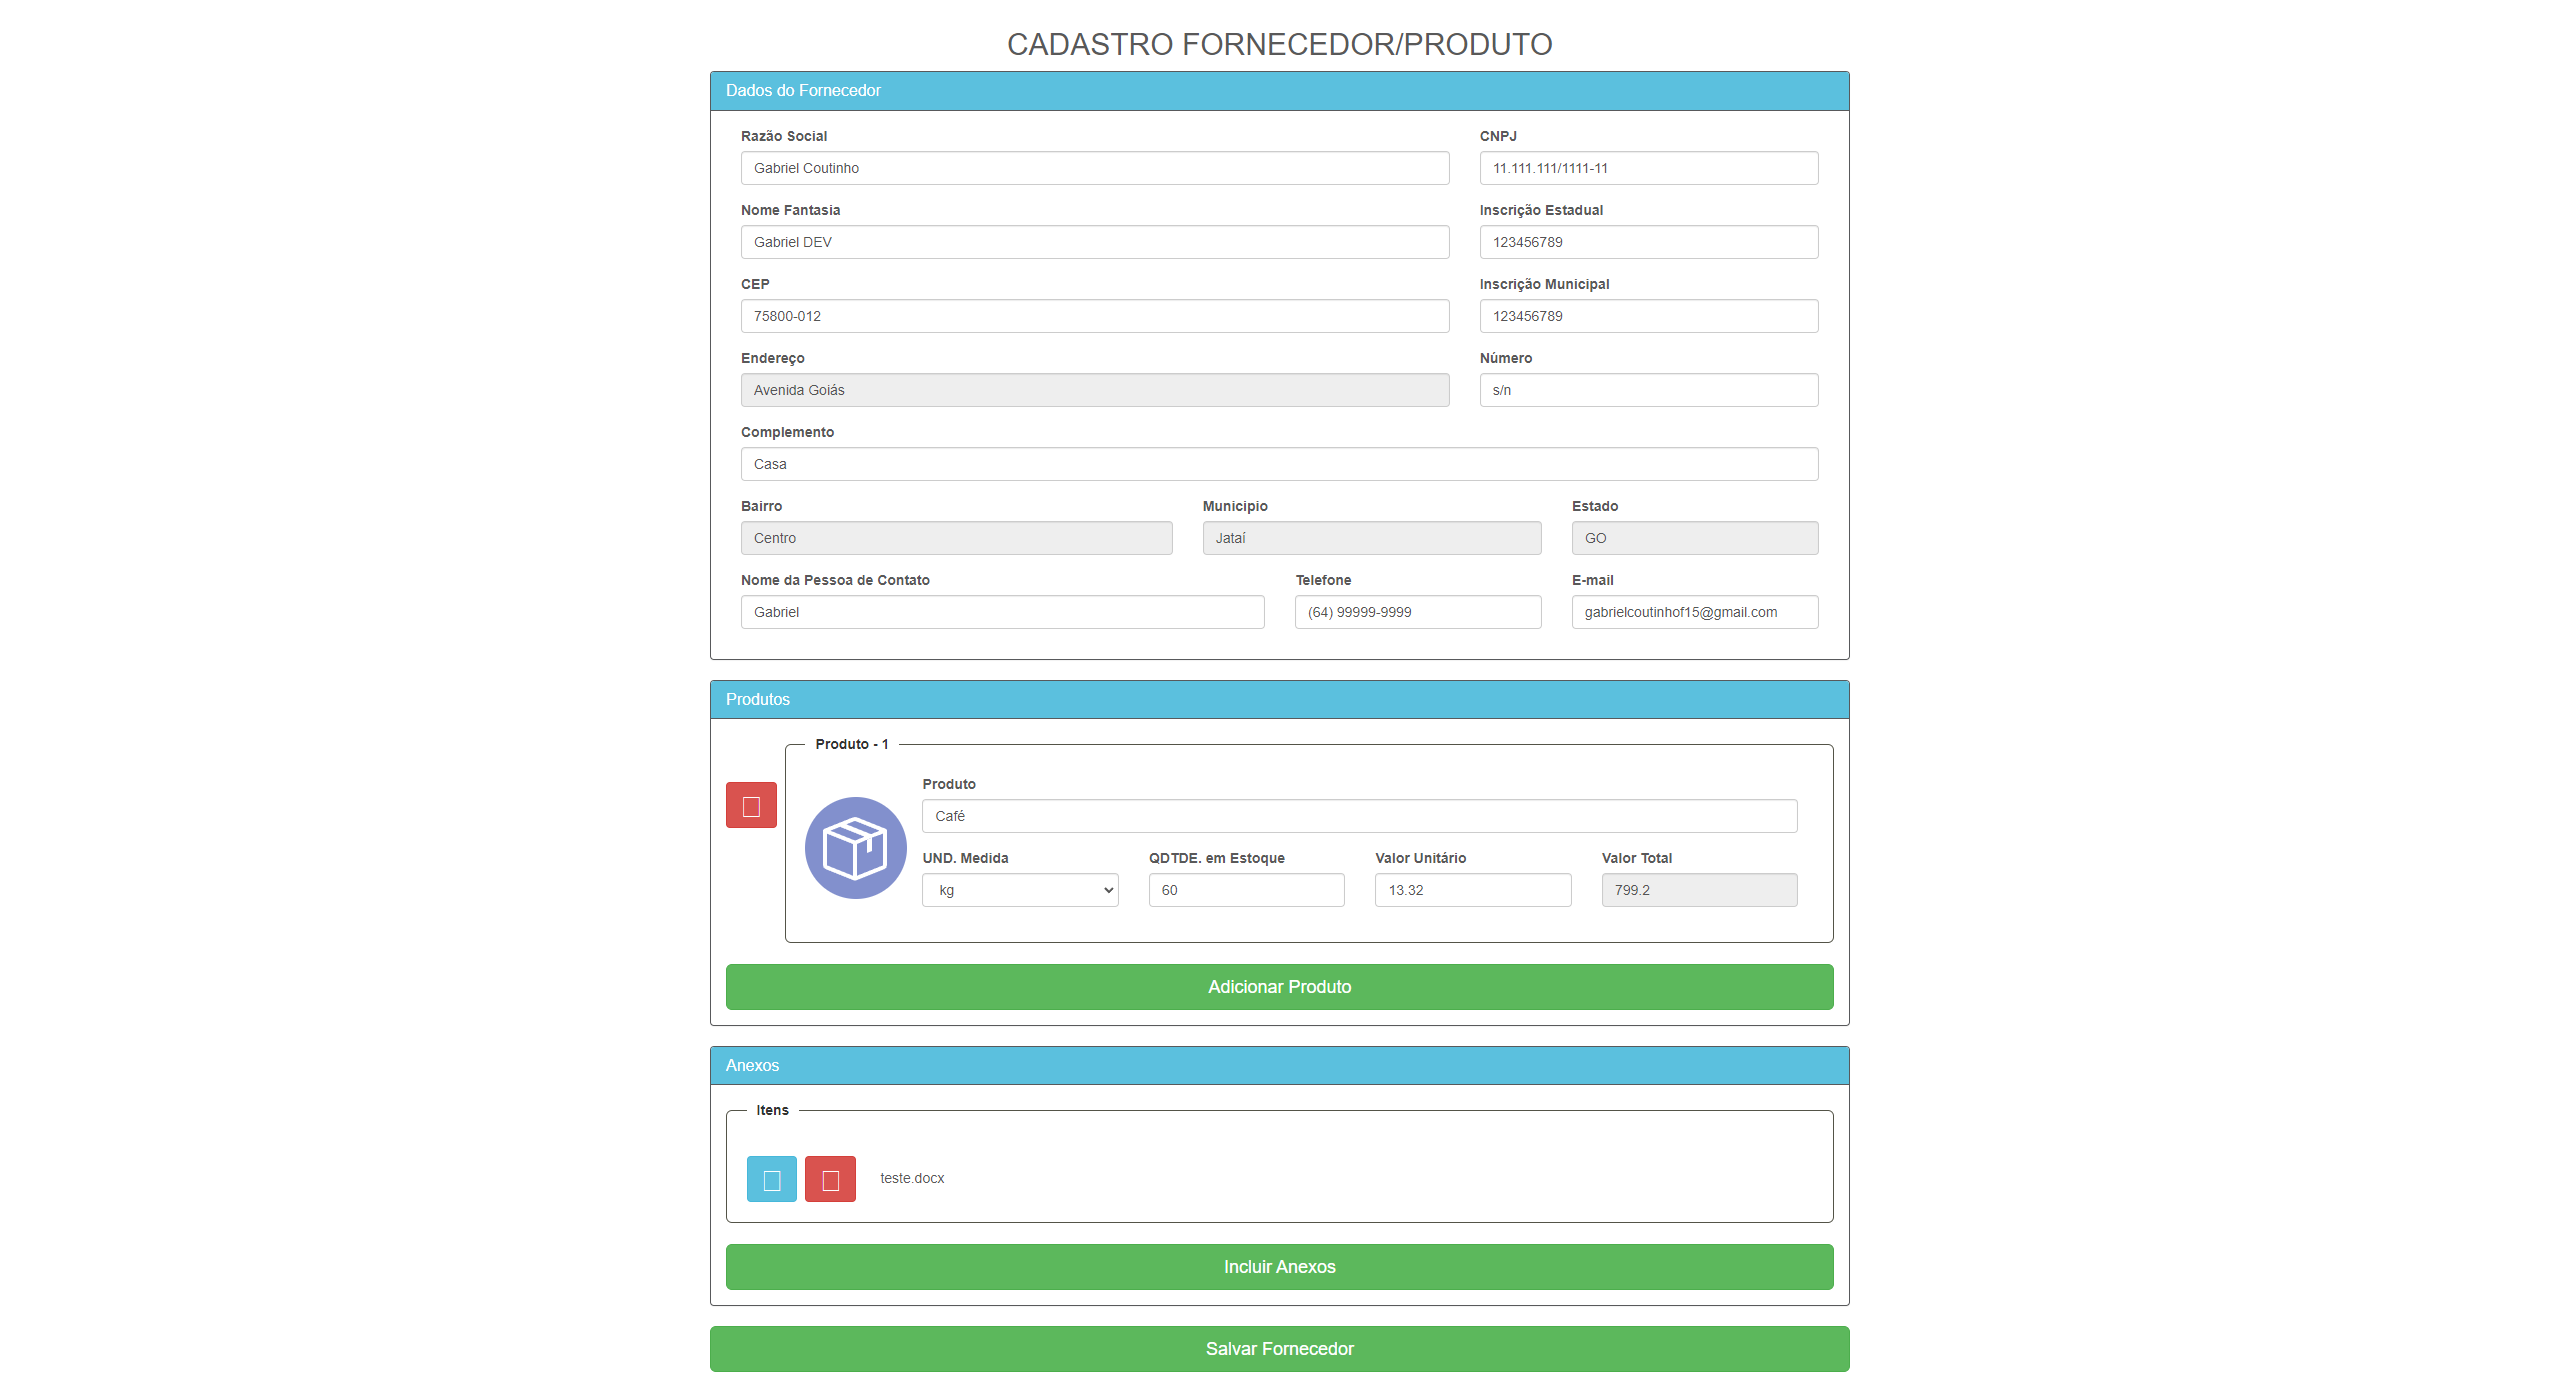 CADASTRO FORNECEDOR/PRODUTO
Dados do Fornecedor
Razão Social CNPJ
Gabriel Coutinho 11.111.111/1111-11
Nome Fantasia Inscrição Estadual
Gabriel DEV 123456789
CEP Inscrição Municipal
75800-012 123456789
Endereço Número
Avenida Goiás s/n
Complemento
Casa
Bairro Municipio Estado
Centro Jataí GO
Nome da Pessoa de Contato Telefone E-mail
Gabriel (64) 99999-9999 gabrielcoutinhof15@gmail.com
Produtos
Produto - 1
Produto
Café
UND. Medida QDTDE. em Estoque Valor Unitário Valor Total
kg 60 13.32 799.2
Adicionar Produto
Anexos
Itens
teste.docx
Incluir Anexos
Salvar Fornecedor